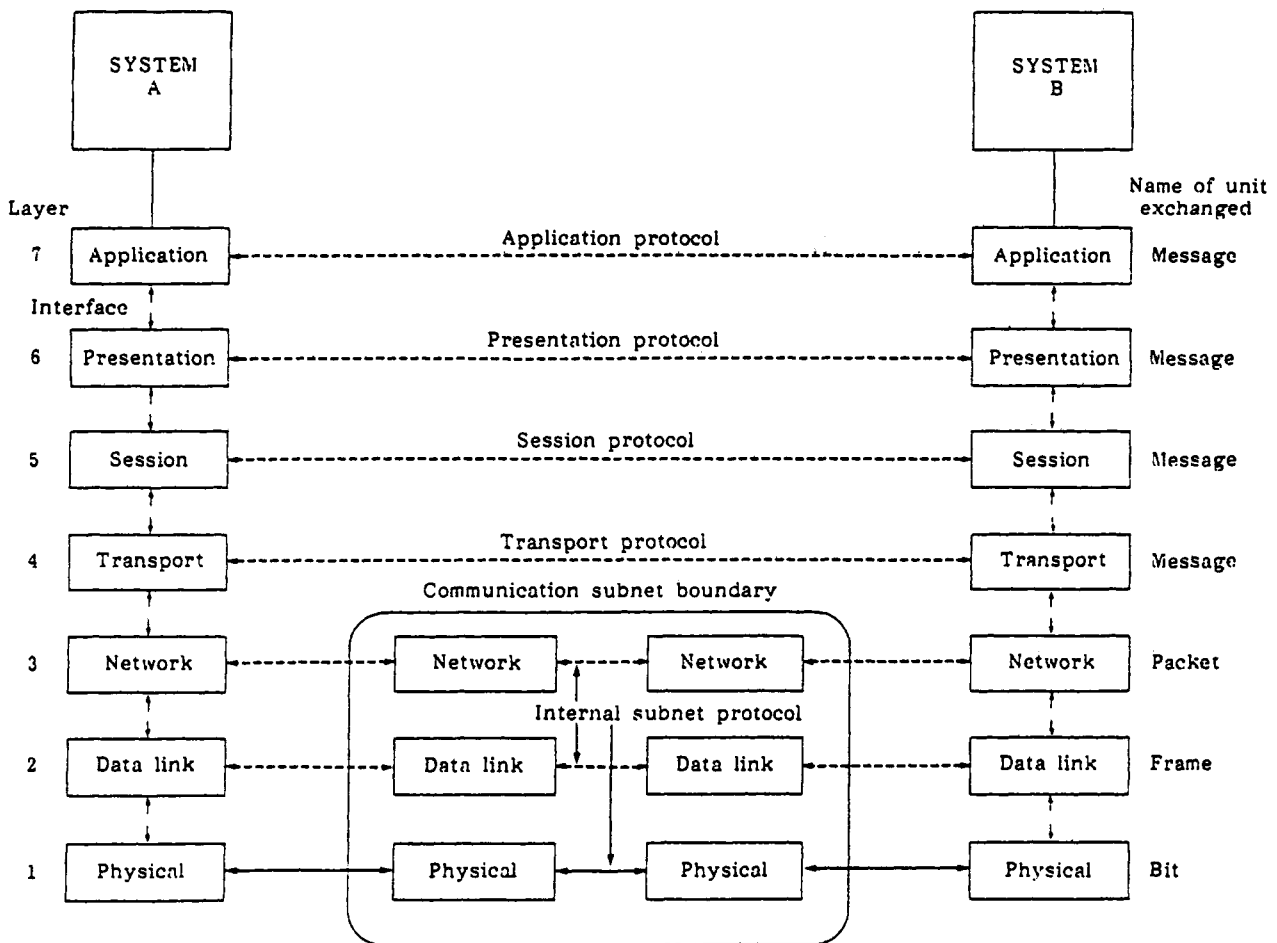 SYSTEM
A
SYSTEM
B
Layer
Name of unit
exchanged
7 Application Application protocol Application Message
Interface
6 Presentation Presentation protocol Presentation Message
5 Session Session protocol Session Message
4 Transport Transport protocol Transport Message
Communication subnet boundary
3 Network Network Network Network Packet
Internal subnet protocol
2 Data link Data link Data link Data link Frame
1 Physical Physical Physical Physical Bit